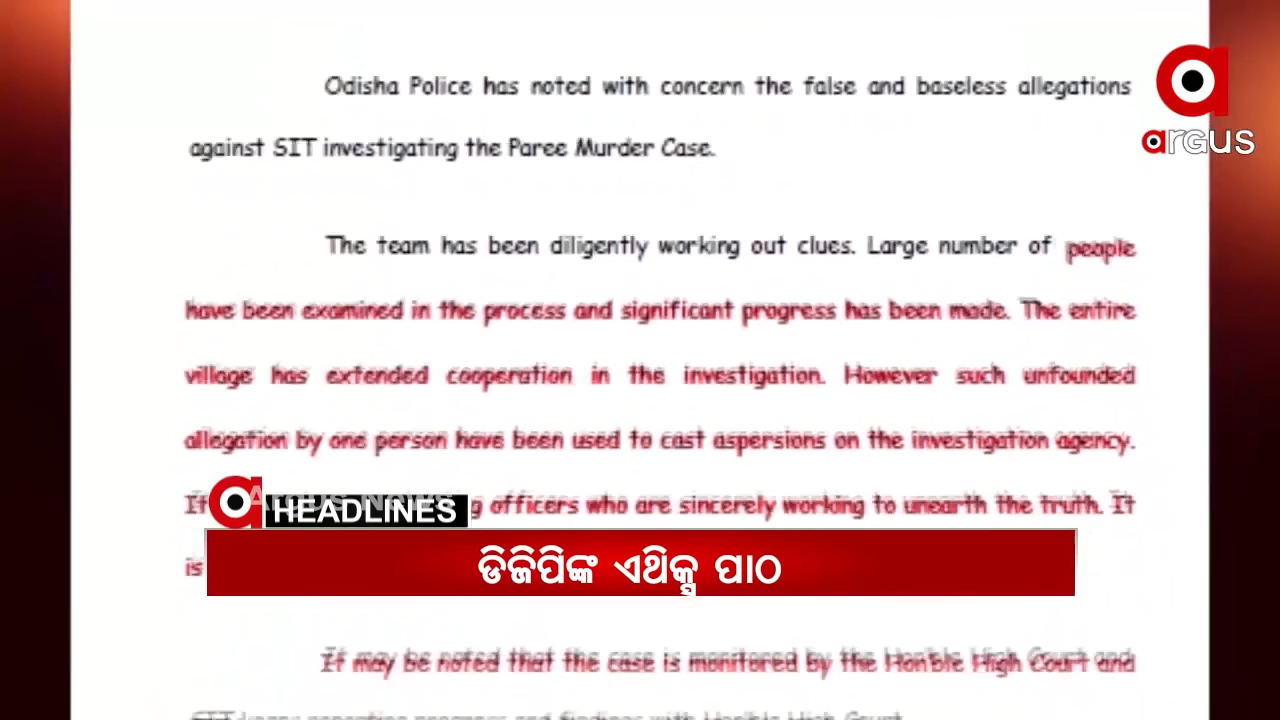 Odisha Police has noted with concern the false and baseless allegations
against SIT investigating the Paree Murder Case.
argus
The team has been diligently working out clues. Large number of people
have been examined in the process and significant progress has been made. The entire
village has extended cooperation in the investigation. However such unfounded
allegation by one person have been used to cast aspersions on the investigation agency.
It officers who are sincerely working to unearth the truth. It
HEADLINES
is
ଡିଜିପିଙ୍କ ଏଥିକ୍ସ ପାଠ
It may be noted that the case is monitored by the Hon'ble High Court and